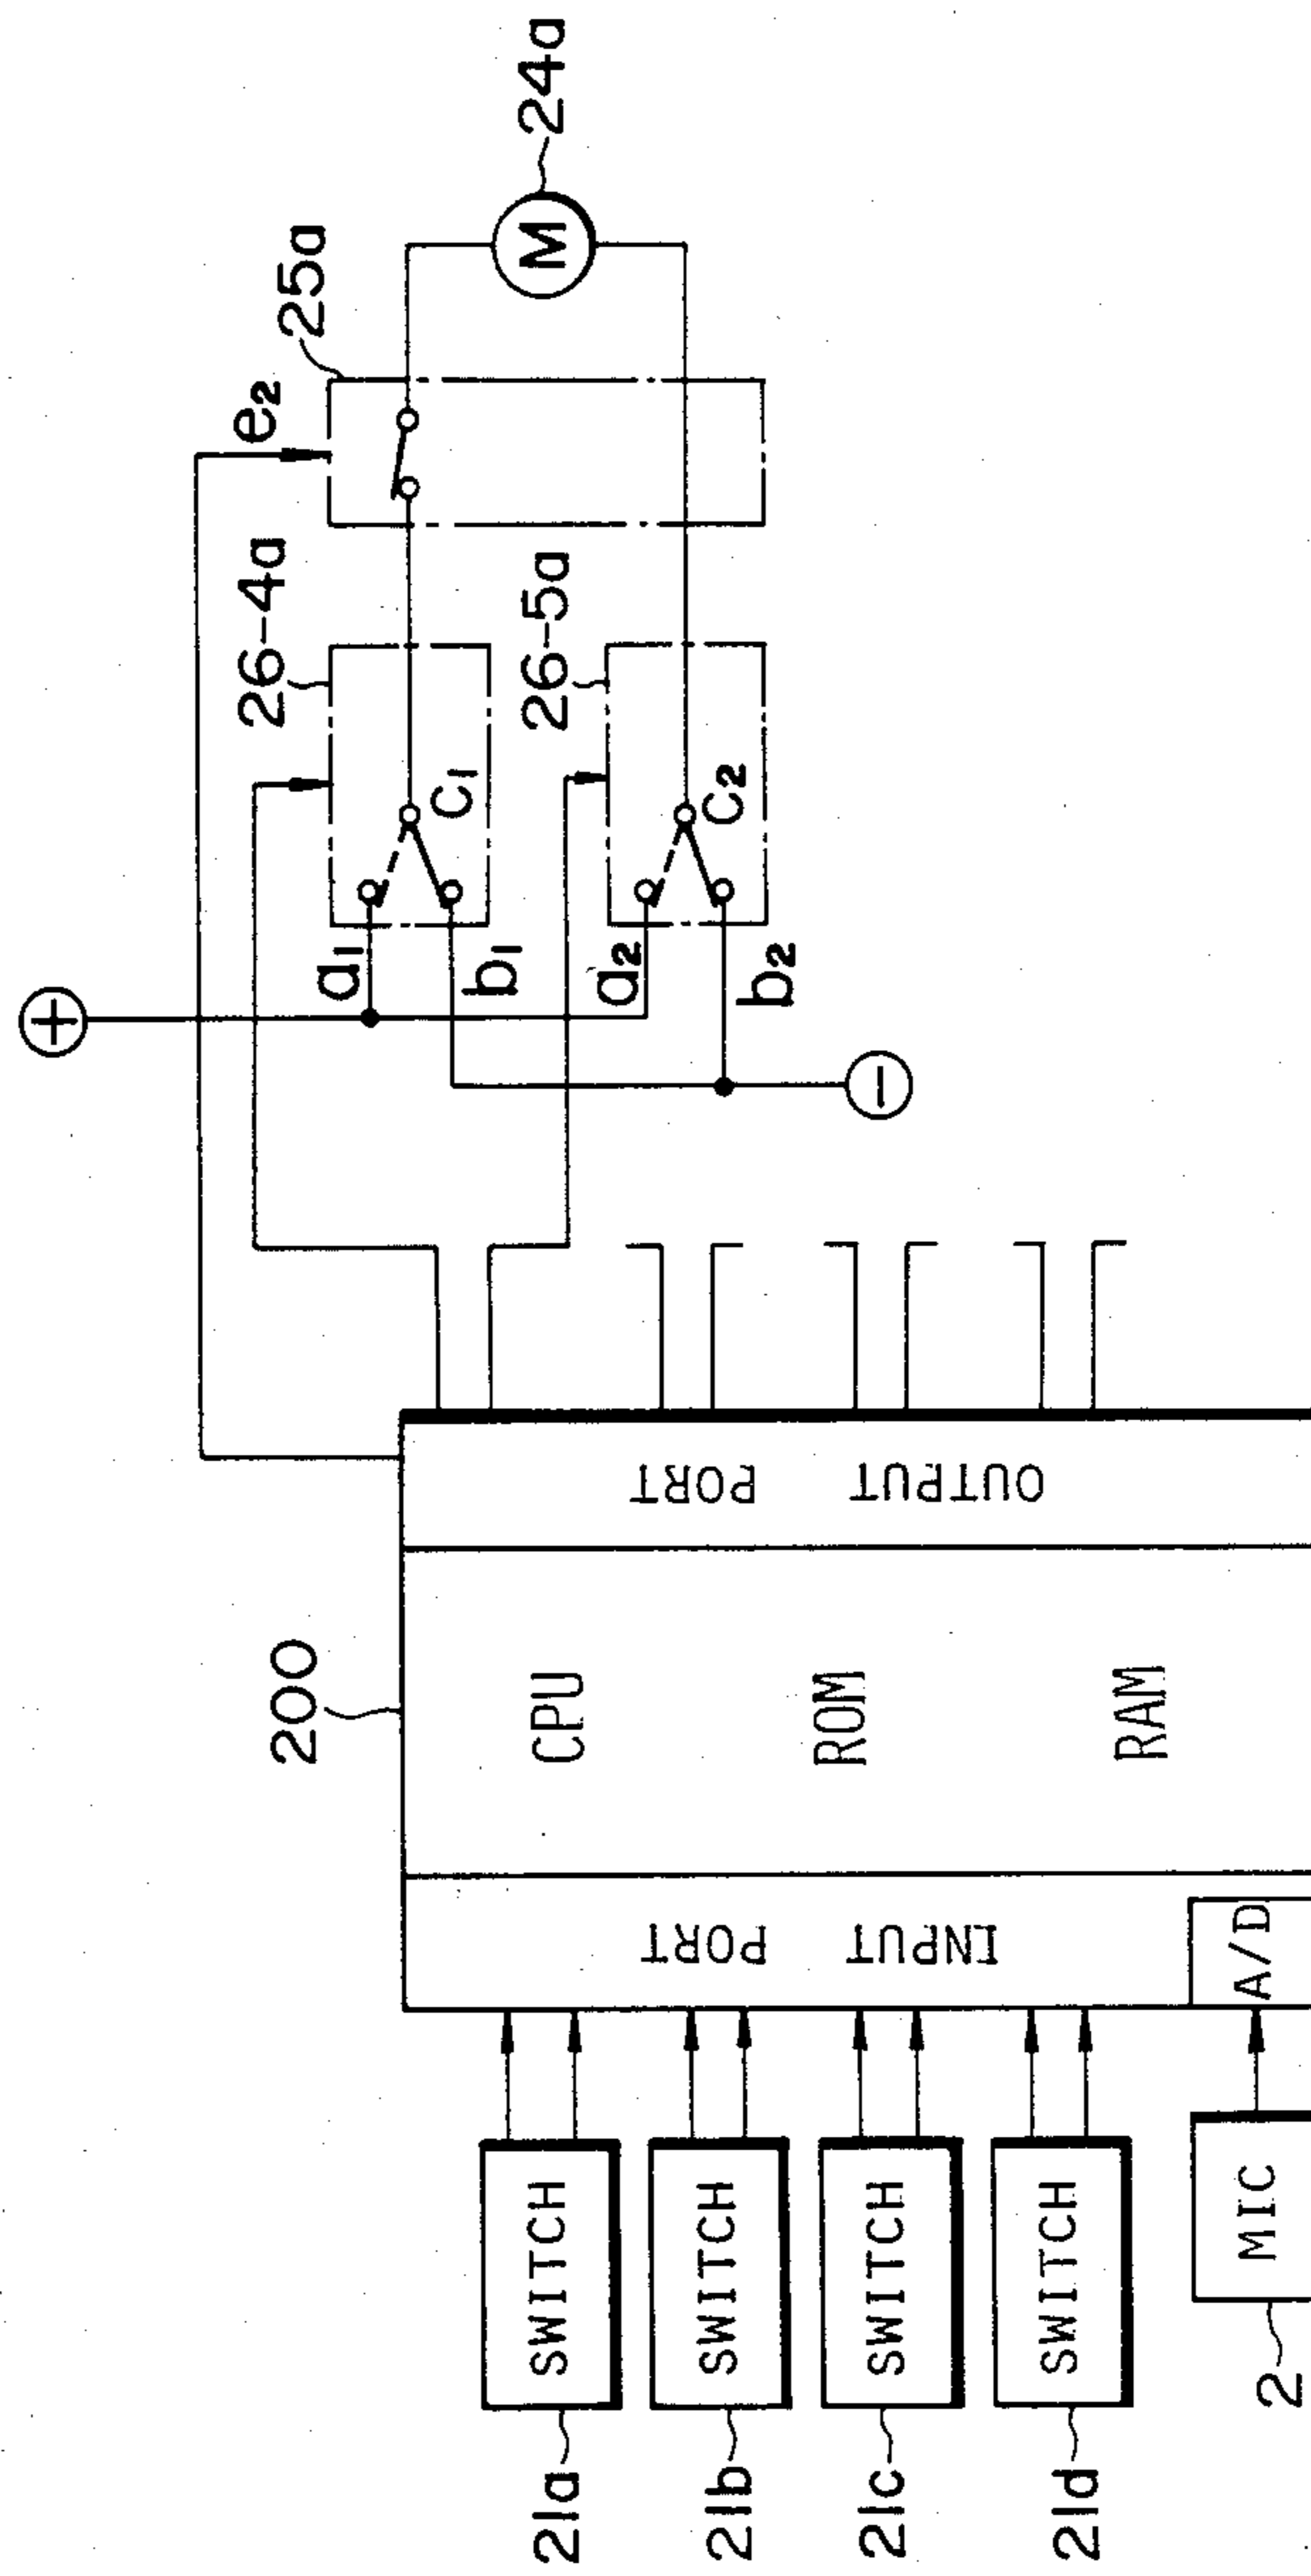 21a
SWITCH
21b
SWITCH
21c
SWITCH
21d
SWITCH
2
MIC
200
INPUT PORT
A/D
CPU
ROM
RAM
OUTPUT PORT
+
−
a1
b1
C1
26-4a
a2
b2
C2
26-5a
e2
25a
M
24a